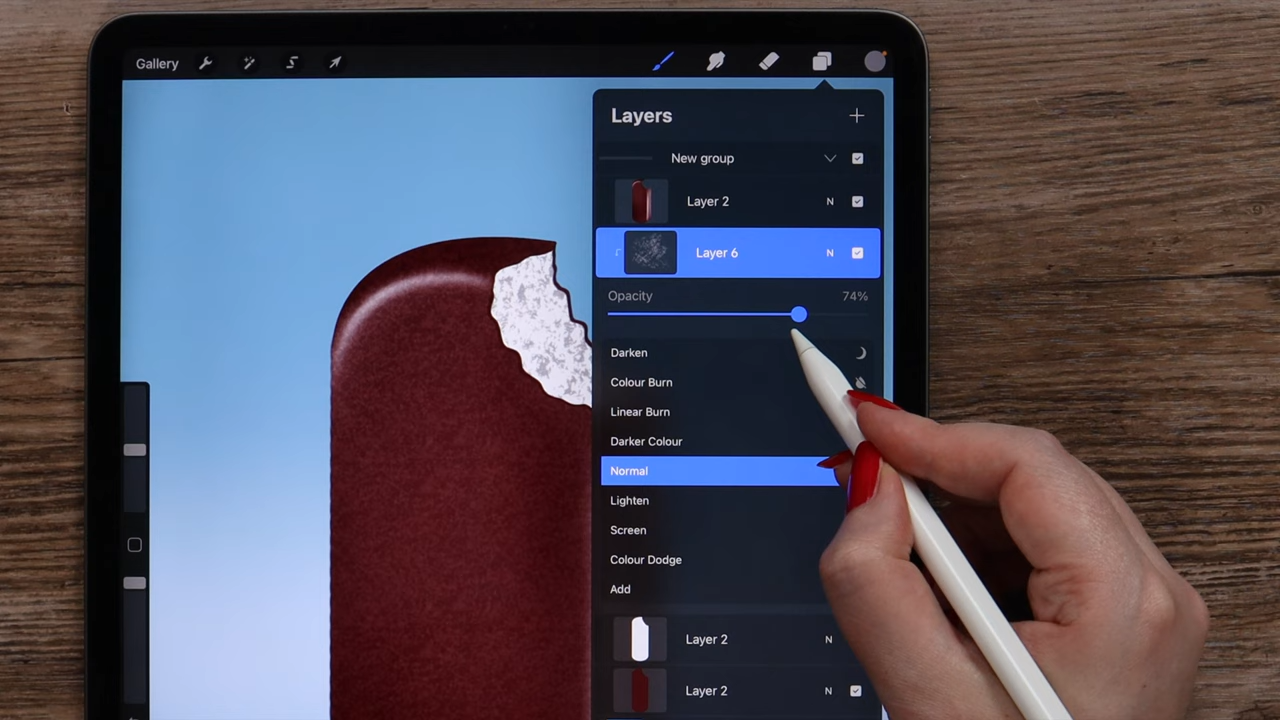 Gallery
Layers
New group
Layer 2 N
Layer 6 N
Opacity 74%
Darken
Colour Burn
Linear Burn
Darker Colour
Normal
Lighten
Screen
Colour Dodge
Add
Layer 2 N
Layer 2 N